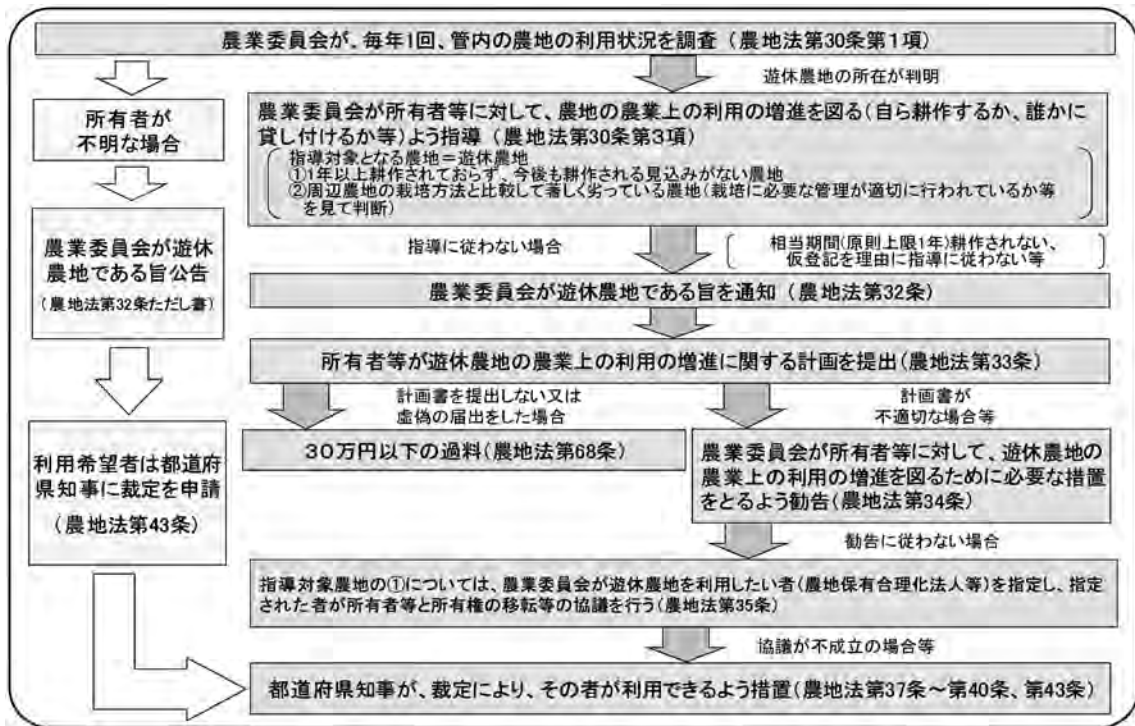 農業委員会が、毎年1回、管内の農地の利用状況を調査（農地法第30条第1項）
所有者が
不明な場合
農業委員会が遊休
農地である旨公告
（農地法第32条ただし書）
利用希望者は都道府
県知事に裁定を申請
（農地法第43条）
遊休農地の所在が判明
農業委員会が所有者等に対して、農地の農業上の利用の増進を図る（自ら耕作するか、誰かに
貸し付けるか等）よう指導（農地法第30条第3項）
指導対象となる農地＝遊休農地
①1年以上耕作されておらず、今後も耕作される見込みがない農地
②周辺農地の栽培方法と比較して著しく劣っている農地（栽培に必要な管理が適切に行われているか等
を見て判断）
指導に従わない場合
相当期間（原則上限1年）耕作されない、
仮登記を理由に指導に従わない等
農業委員会が遊休農地である旨を通知（農地法第32条）
所有者等が遊休農地の農業上の利用の増進に関する計画を提出（農地法第33条）
計画書を提出しない又は
虚偽の届出をした場合
計画書が
不適切な場合等
30万円以下の過料（農地法第68条）
農業委員会が所有者等に対して、遊休農地の
農業上の利用の増進を図るために必要な措置
をとるよう勧告（農地法第34条）
勧告に従わない場合
指導対象農地の①については、農業委員会が遊休農地を利用したい者（農地保有合理化法人等）を指定し、指定
された者が所有者等と所有権の移転等の協議を行う（農地法第35条）
協議が不成立の場合等
都道府県知事が、裁定により、その者が利用できるよう措置（農地法第37条～第40条、第43条）